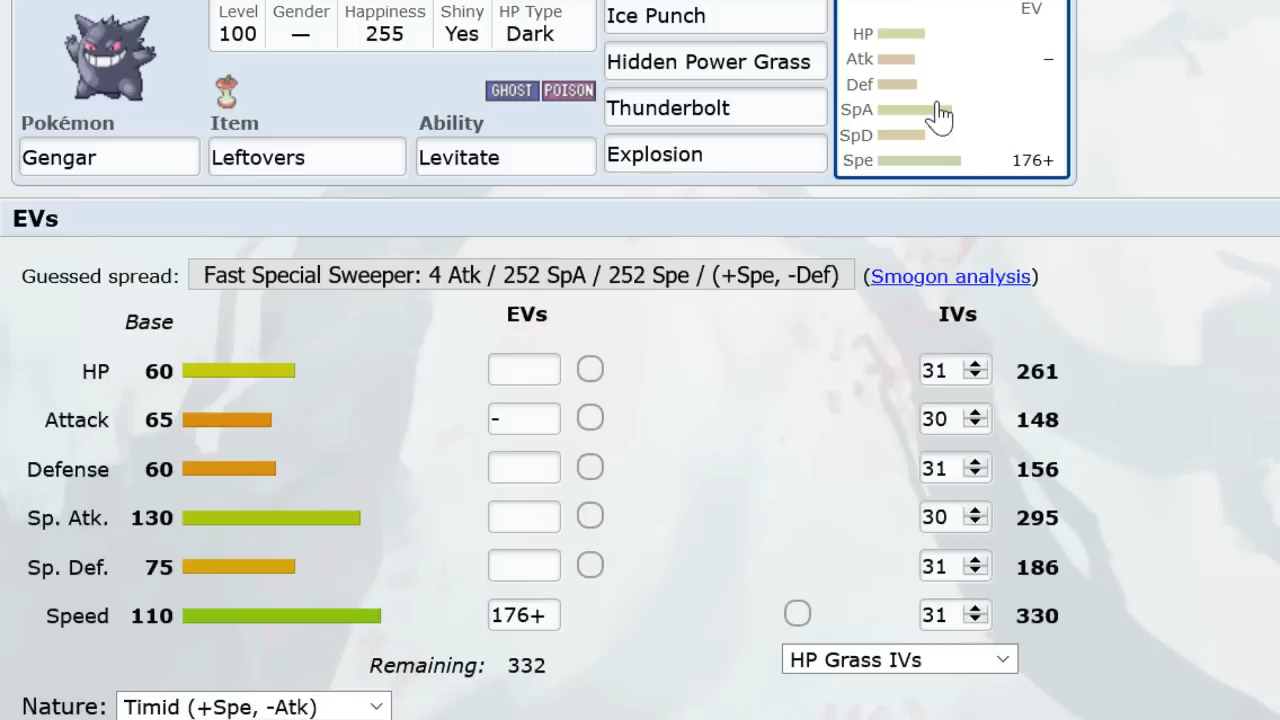 Level Gender Happiness Shiny HP Type
100 — 255 Yes Dark
GHOST POISON
Pokémon Item Ability
Gengar Leftovers Levitate
Ice Punch
Hidden Power Grass
Thunderbolt
Explosion
EV
HP
Atk –
Def
SpA
SpD
Spe 176+
EVs
Guessed spread: Fast Special Sweeper: 4 Atk / 252 SpA / 252 Spe / (+Spe, -Def) (Smogon analysis)
Base EVs IVs
HP 60 31 261
Attack 65 - 30 148
Defense 60 31 156
Sp. Atk. 130 30 295
Sp. Def. 75 31 186
Speed 110 176+ 31 330
Remaining: 332 HP Grass IVs
Nature: Timid (+Spe, -Atk)